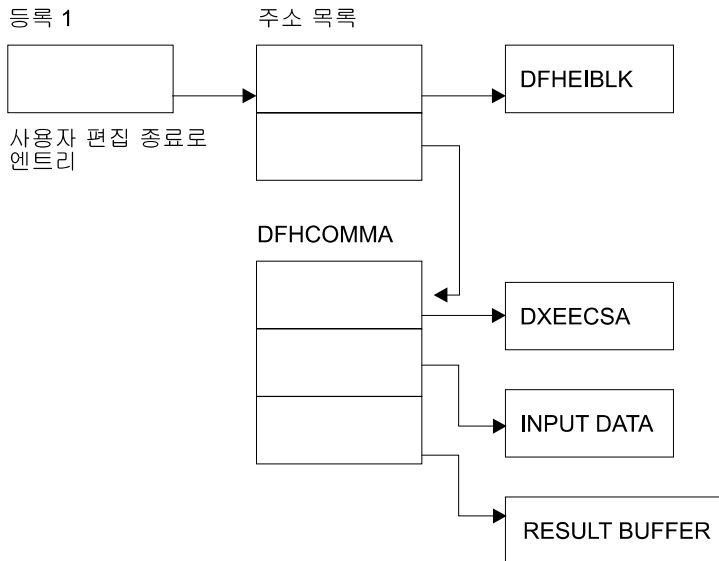 등록 1
주소 목록
DFHEIBLK
사용자 편집 종료로
엔트리
DFHCOMMA
DXEECSA
INPUT DATA
RESULT BUFFER